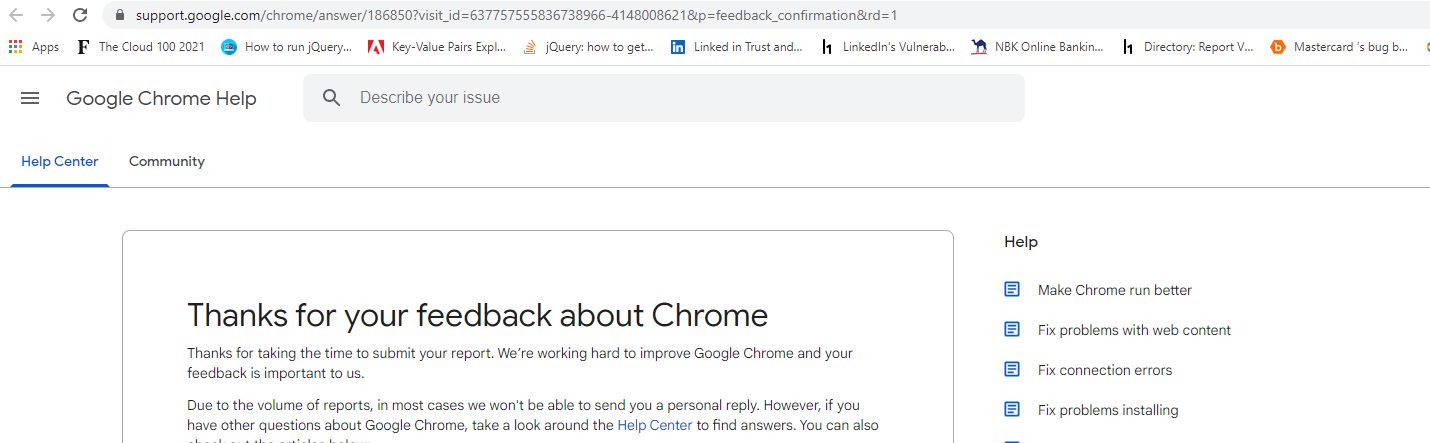 support.google.com/chrome/answer/186850?visit_id=637757555836738966-4148008621&p=feedback_confirmation&rd=1
Apps F The Cloud 100 2021 How to run jQuery... Key-Value Pairs Expl... jQuery: how to get... in Linked in Trust and... h1 LinkedIn's Vulnerab... NBK Online Bankin... h1 Directory: Report V... b Mastercard 's bug b...
Google Chrome Help
Describe your issue
Help Center Community
Thanks for your feedback about Chrome
Thanks for taking the time to submit your report. We're working hard to improve Google Chrome and your
feedback is important to us.
Due to the volume of reports, in most cases we won't be able to send you a personal reply. However, if you
have other questions about Google Chrome, take a look around the Help Center to find answers. You can also
Help
Make Chrome run better
Fix problems with web content
Fix connection errors
Fix problems installing